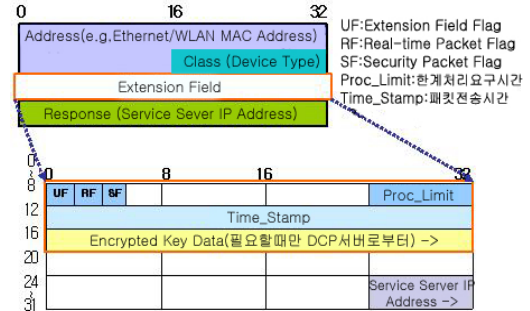 0 16 32
Address(e.g,Ethernet/WLAN MAC Address)
Class (Device Type)
Extension Field
Response (Service Sever IP Address)
UF:Extension Field Flag
RF:Real-time Packet Flag
SF:Security Packet Flag
Proc_Limit:한계처리요구시간
Time_Stamp:패킷전송시간
0 8 16 32
0
~
8
UF RF SF Proc_Limit
12
Time_Stamp
16
Encrypted Key Data(필요할때만 DCP서버로부터) ->
20
24
~
31
Service Server IP
Address ->